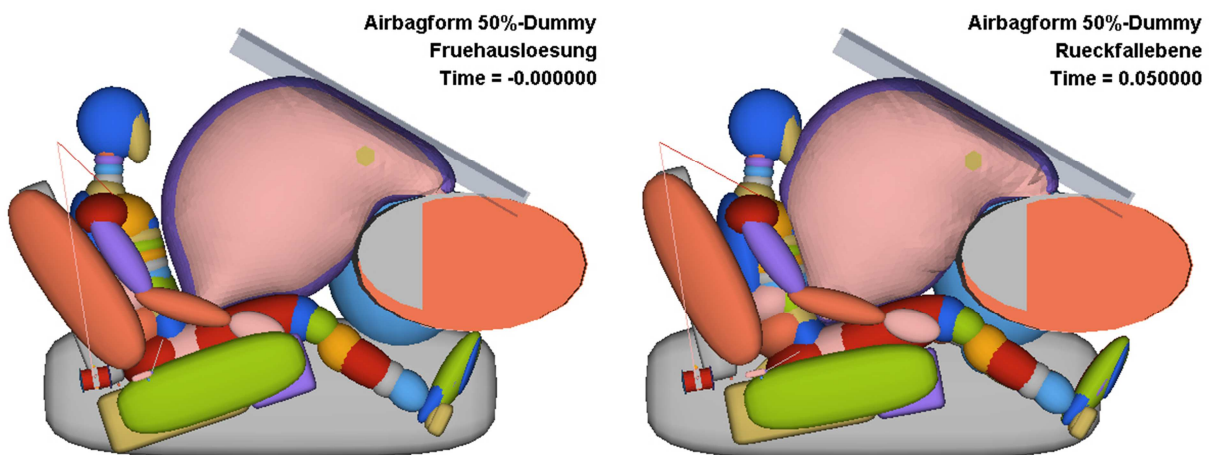 Airbagform 50%-Dummy
Fruehausloesung
Time = -0.000000
Airbagform 50%-Dummy
Rueckfallebene
Time = 0.050000